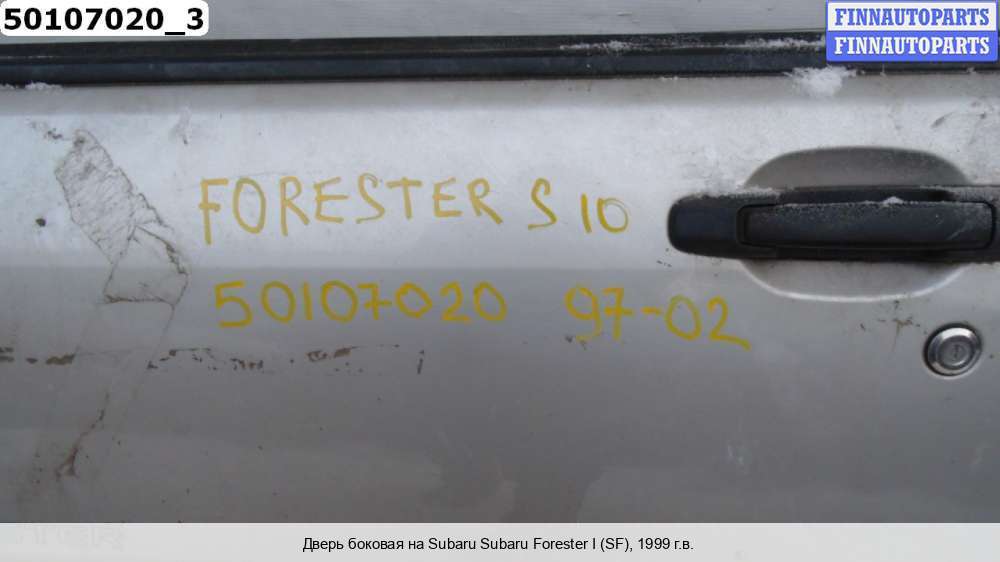 50107020_3
FINNAUTOPARTS
FINNAUTOPARTS
FORESTER S 10
50107020 97-02
Дверь боковая на Subaru Subaru Forester I (SF), 1999 г.в.